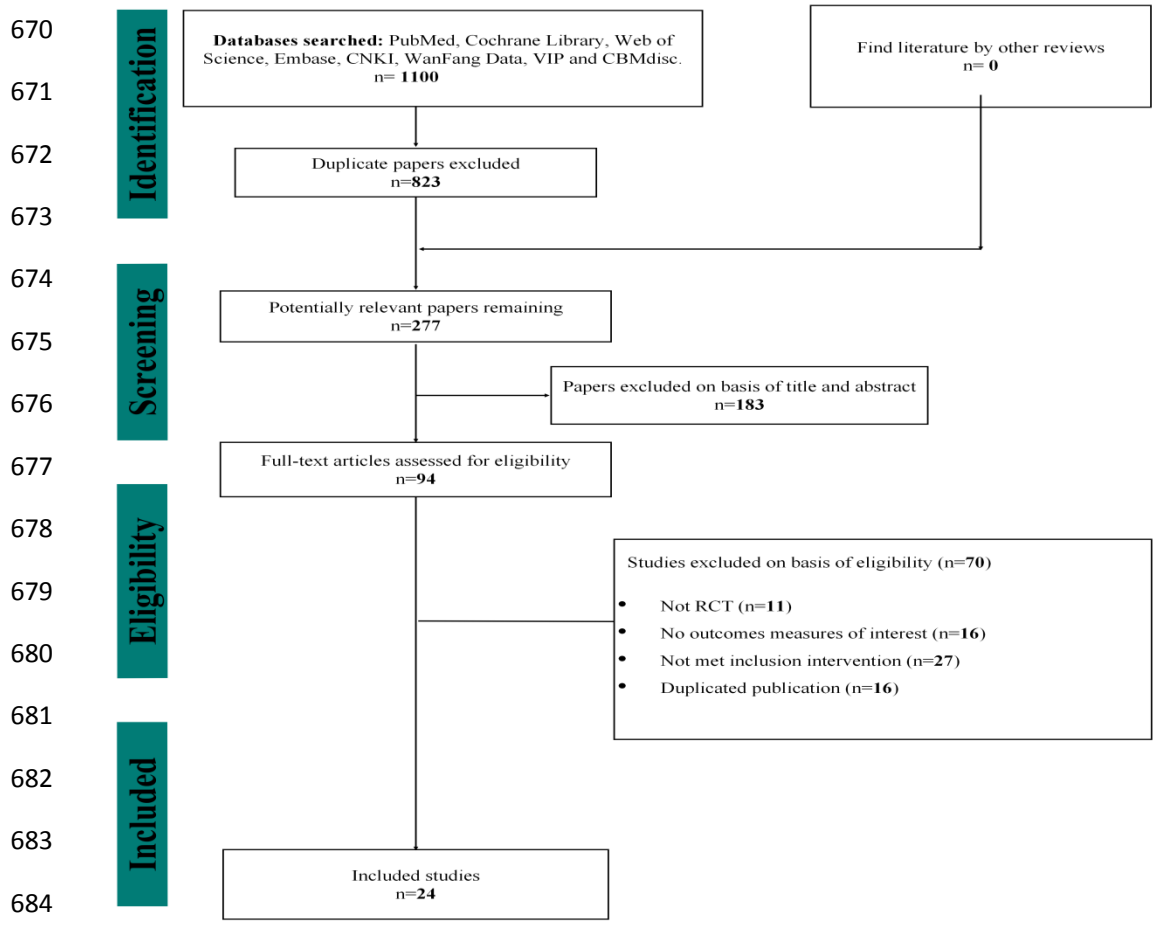 670
671
672
673
674
675
676
677
678
679
680
681
682
683
684
Identification
Databases searched: PubMed, Cochrane Library, Web of
Science, Embase, CNKI, WanFang Data, VIP and CBMdisc.
n= 1100
Find literature by other reviews
n= 0
Duplicate papers excluded
n=823
Screening
Potentially relevant papers remaining
n=277
Papers excluded on basis of title and abstract
n=183
Full-text articles assessed for eligibility
n=94
Eligibility
Studies excluded on basis of eligibility (n=70)
• Not RCT (n=11)
• No outcomes measures of interest (n=16)
• Not met inclusion intervention (n=27)
• Duplicated publication (n=16)
Included
Included studies
n=24